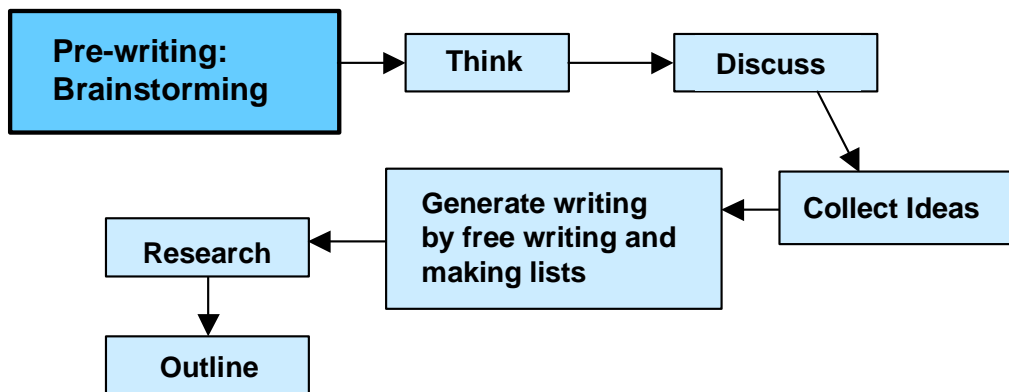 Pre-writing:
Brainstorming
Think
Discuss
Collect Ideas
Generate writing
by free writing and
making lists
Research
Outline